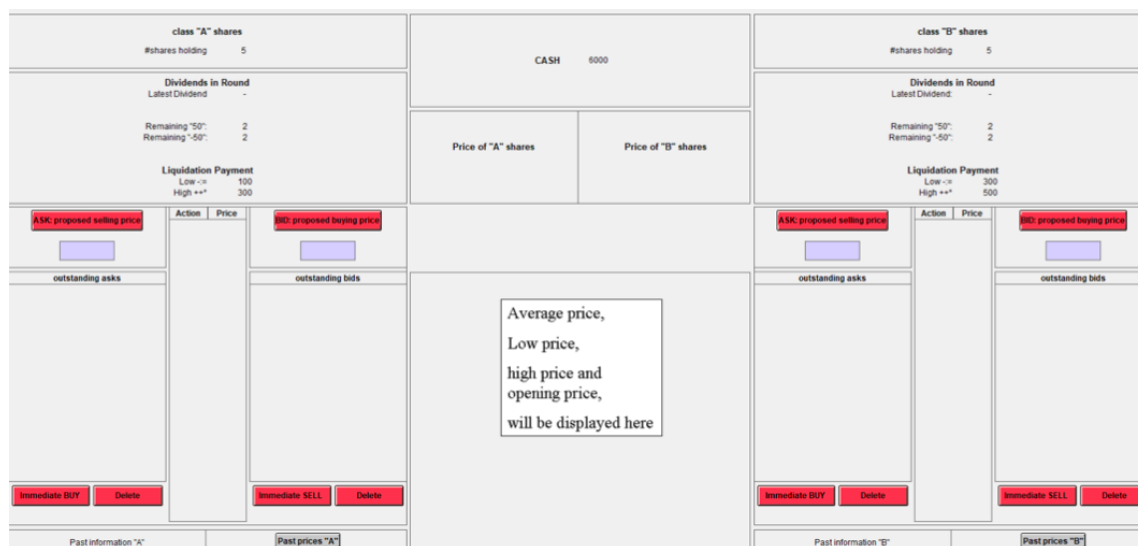 class "A" shares
#shares holding 5
Dividends in Round
Latest Dividend -
Remaining "50": 2
Remaining "-50": 2
Liquidation Payment
Low -:= 100
High ++* 300
ASK: proposed selling price
Action Price
BID: proposed buying price
outstanding asks
outstanding bids
Immediate BUY
Delete
Immediate SELL
Delete
Past information "A"
Past prices "A"
CASH 6000
Price of "A" shares
Price of "B" shares
Average price,
Low price,
high price and
opening price,
will be displayed here
class "B" shares
#shares holding 5
Dividends in Round
Latest Dividend: -
Remaining "50": 2
Remaining "-50": 2
Liquidation Payment
Low -:= 300
High ++* 500
ASK: proposed selling price
Action Price
BID: proposed buying price
outstanding asks
outstanding bids
Immediate BUY
Delete
Immediate SELL
Delete
Past information "B"
Past prices "B"